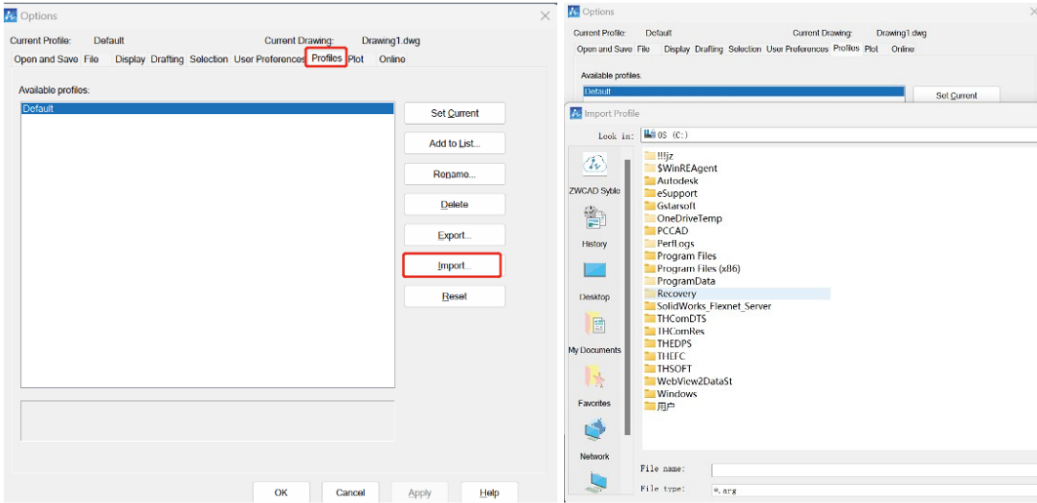 Options
Current Profile: Default Current Drawing: Drawing1.dwg
Open and Save File Display Drafting Selection User Preferences Profiles Plot Online
Available profiles:
Default
Set Current
Add to List...
Rename...
Delete
Export...
Import...
Reset
OK Cancel Apply Help
Options
Current Profile: Default Current Drawing: Drawing1.dwg
Open and Save File Display Drafting Selection User Preferences Profiles Plot Online
Available profiles.
Default
Set Current
Import Profile
Look in: OS (C:)
!!!jz
$WinREAgent
Autodesk
eSupport
Gstarsoft
OneDriveTemp
PCCAD
PerfLogs
Program Files
Program Files (x86)
ProgramData
Recovery
SolidWorks_Flexnet_Server
THComDTS
THComRes
THEDPS
THEFC
THSOFT
WebView2DataSt
Windows
用户
ZWCAD Syble
History
Desktop
My Documents
Favorites
Network
File name:
File type: *.arg